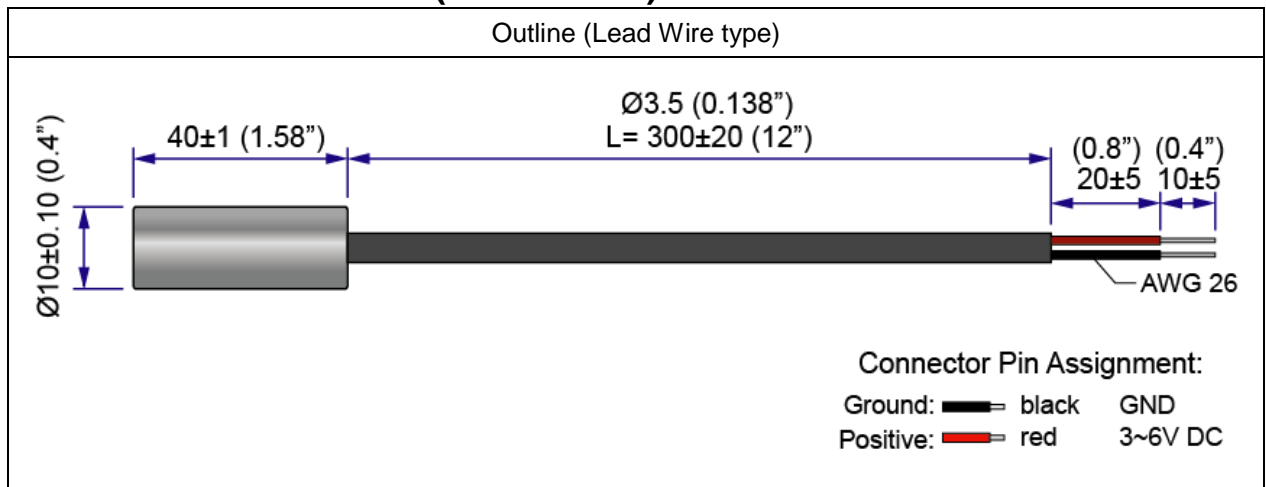 Outline (Lead Wire type)
Ø3.5 (0.138”)
40±1 (1.58”)
L= 300±20 (12”)
(0.8”) (0.4”)
20±5 10±5
Ø10±0.10 (0.4”)
AWG 26
Connector Pin Assignment:
Ground: black GND
Positive: red 3~6V DC